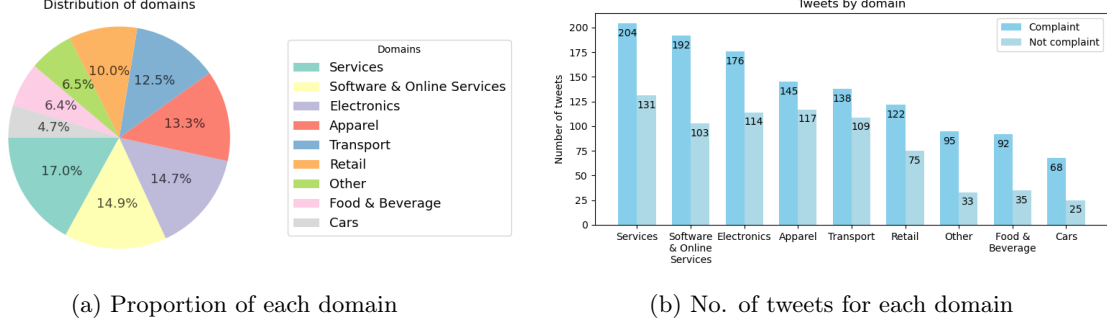 Distribution of domains
17.0%
14.9%
14.7%
13.3%
12.5%
10.0%
6.5%
6.4%
4.7%
Domains
Services
Software & Online Services
Electronics
Apparel
Transport
Retail
Other
Food & Beverage
Cars
(a) Proportion of each domain
Tweets by domain
Complaint
Not complaint
Number of tweets
200
175
150
125
100
75
50
25
0
204
131
192
103
176
114
145
117
138
109
122
75
95
33
92
35
68
25
Services
Software
& Online
Services
Electronics
Apparel
Transport
Retail
Other
Food &
Beverage
Cars
(b) No. of tweets for each domain